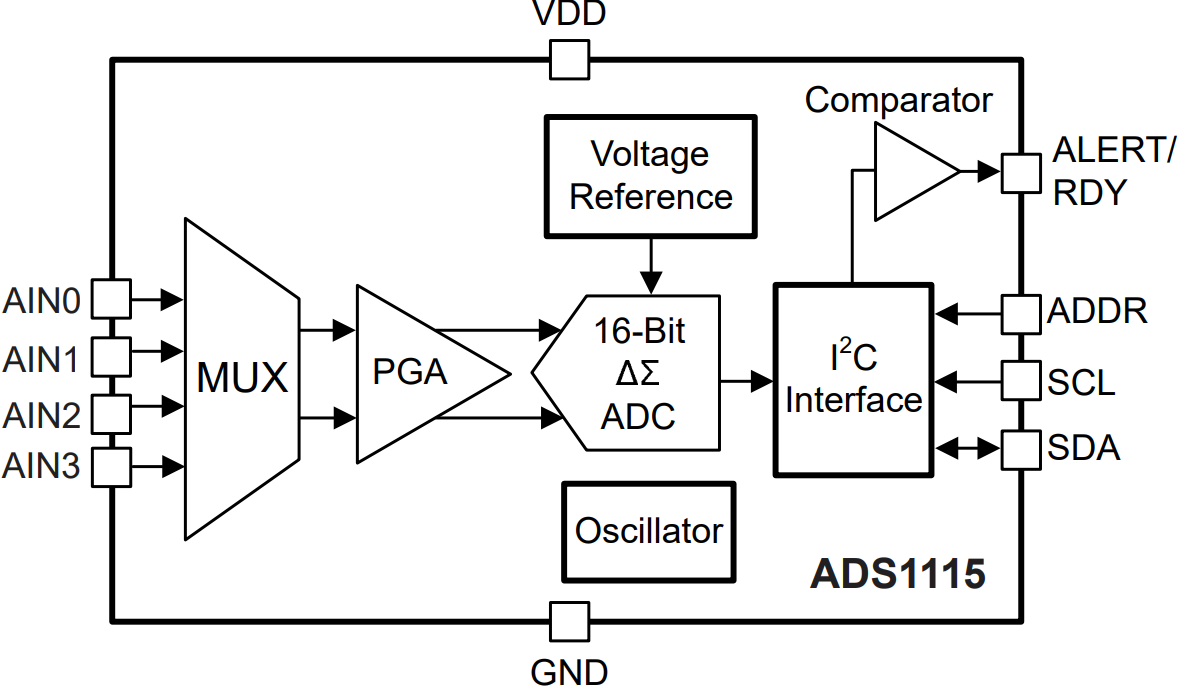 VDD
Comparator
ALERT/
RDY
Voltage
Reference
AIN0
AIN1
AIN2
AIN3
MUX
PGA
16-Bit
ΔΣ
ADC
I²C
Interface
ADDR
SCL
SDA
Oscillator
ADS1115
GND